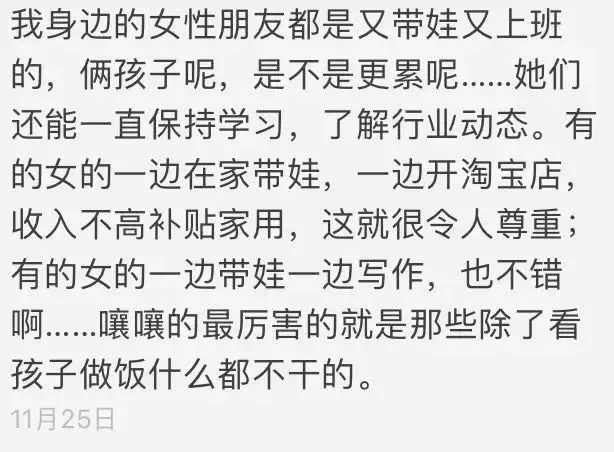 我身边的女性朋友都是又带娃又上班
的，俩孩子呢，是不是更累呢……她们
还能一直保持学习，了解行业动态。有
的女的一边在家带娃，一边开淘宝店，
收入不高补贴家用，这就很令人尊重；
有的女的一边带娃一边写作，也不错
啊……嚷嚷的最厉害的就是那些除了看
孩子做饭什么都不干的。
11月25日